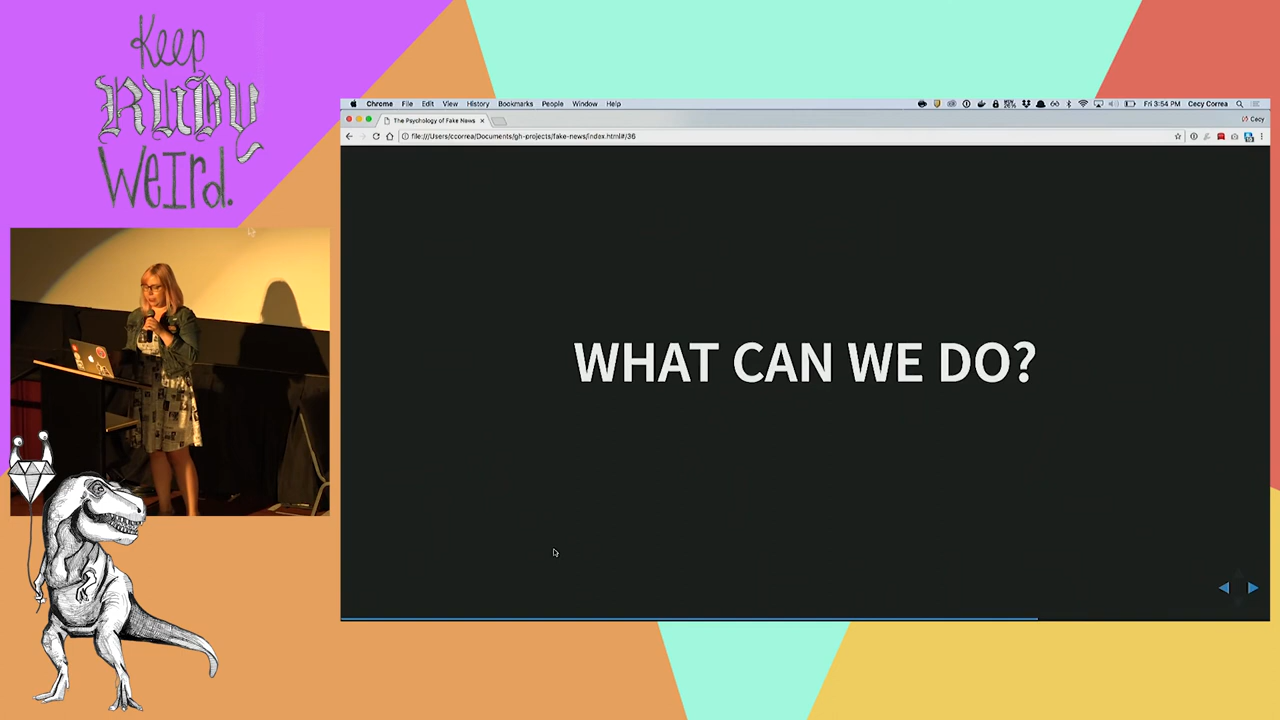 Keep
RUBY
WeIrd.
Chrome File Edit View History Bookmarks People Window Help Fri 3:54 PM Cecy Correa
The Psychology of Fake News Cecy
file:///Users/ccorrea/Documents/gh-projects/fake-news/index.html#/36
WHAT CAN WE DO?